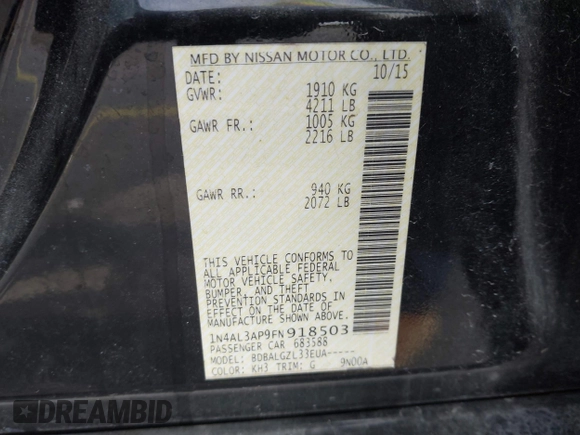 MFD BY NISSAN MOTOR CO., LTD.
DATE: 10/15
GVWR: 1910 KG
4211 LB
GAWR FR.: 1005 KG
2216 LB
GAWR RR.: 940 KG
2072 LB
THIS VEHICLE CONFORMS TO
ALL APPLICABLE FEDERAL
MOTOR VEHICLE SAFETY,
BUMPER, AND THEFT
PREVENTION STANDARDS
IN EFFECT ON THE DATE OF
MANUFACTURE SHOWN ABOVE.
1N4AL3AP9FN918503
PASSENGER CAR 683588
MODEL: BDBALGZL33EUA-----
COLOR: KH3 TRIM: G 9N00A
DREAMBID